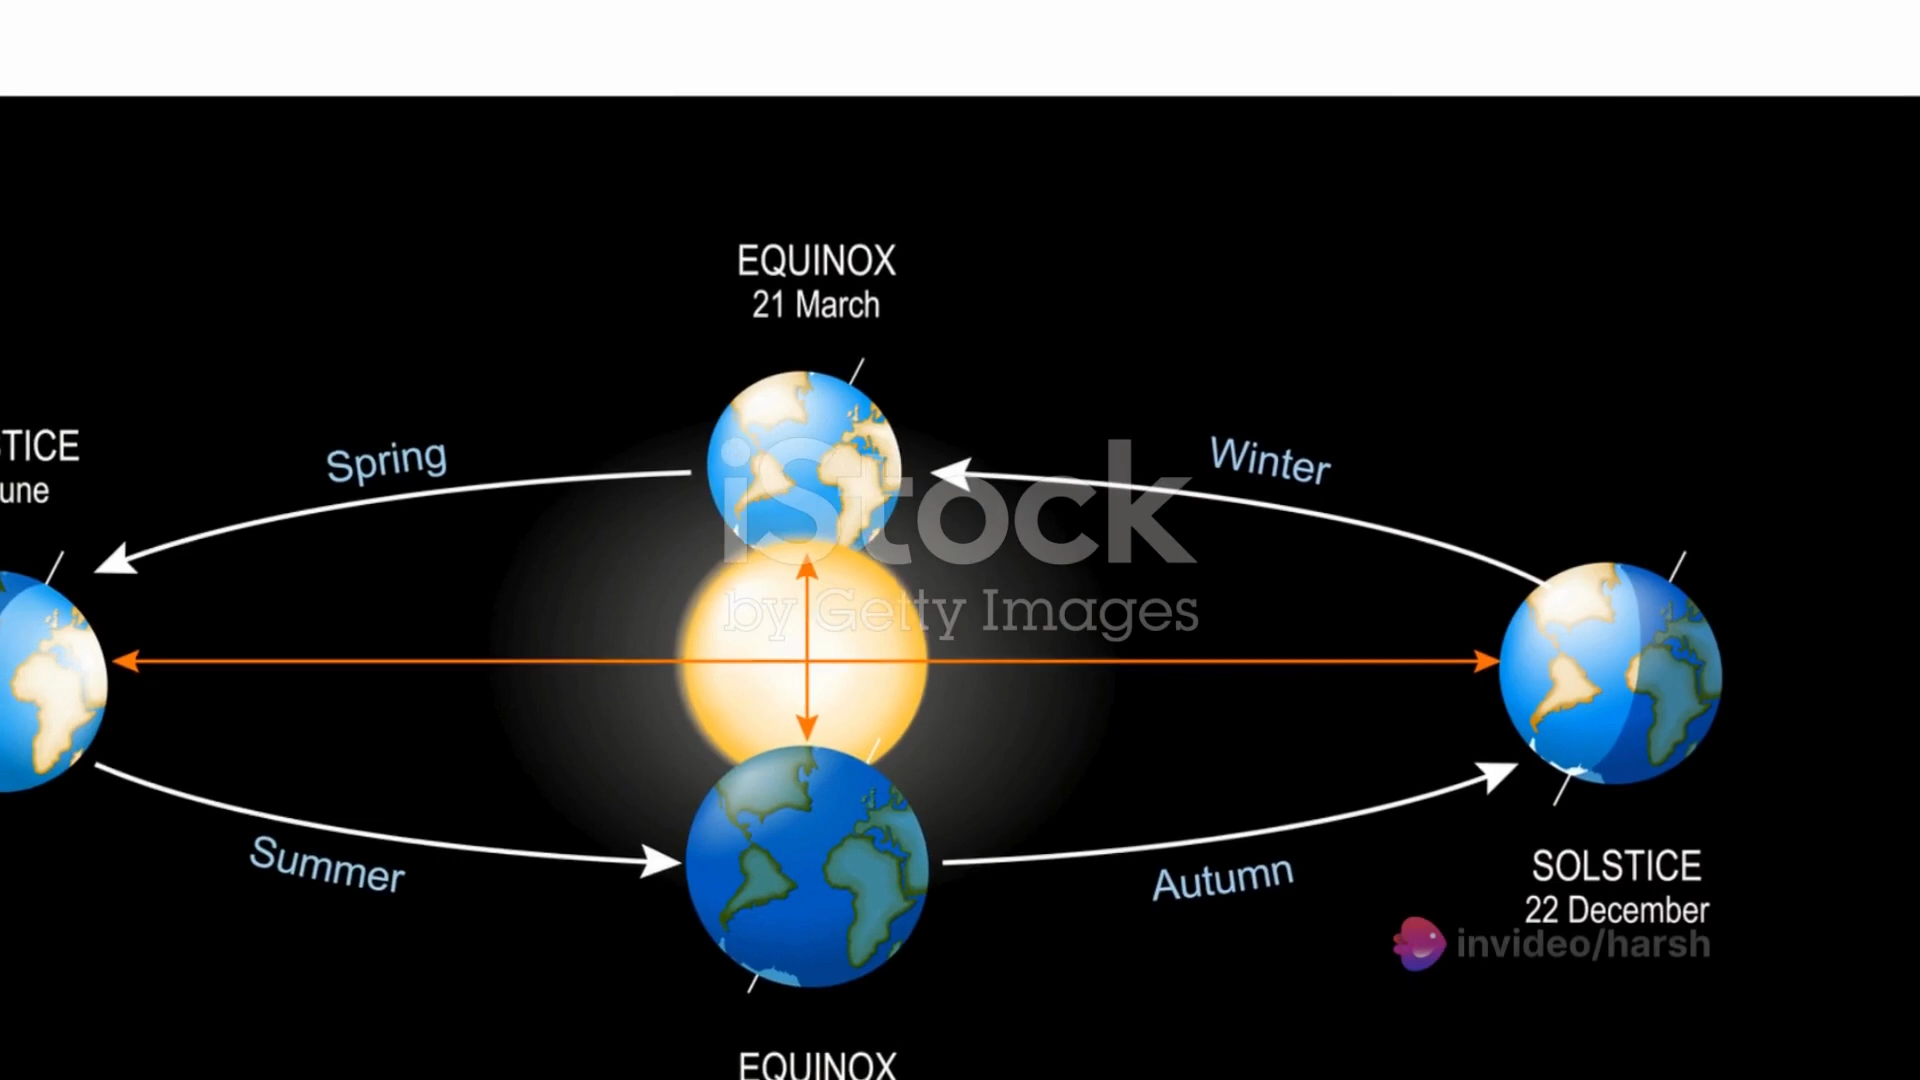 EQUINOX
21 March
TICE
une
Spring
Winter
iStock
by Getty Images
Summer
Autumn
SOLSTICE
22 December
invideo/harsh
EQUINOX